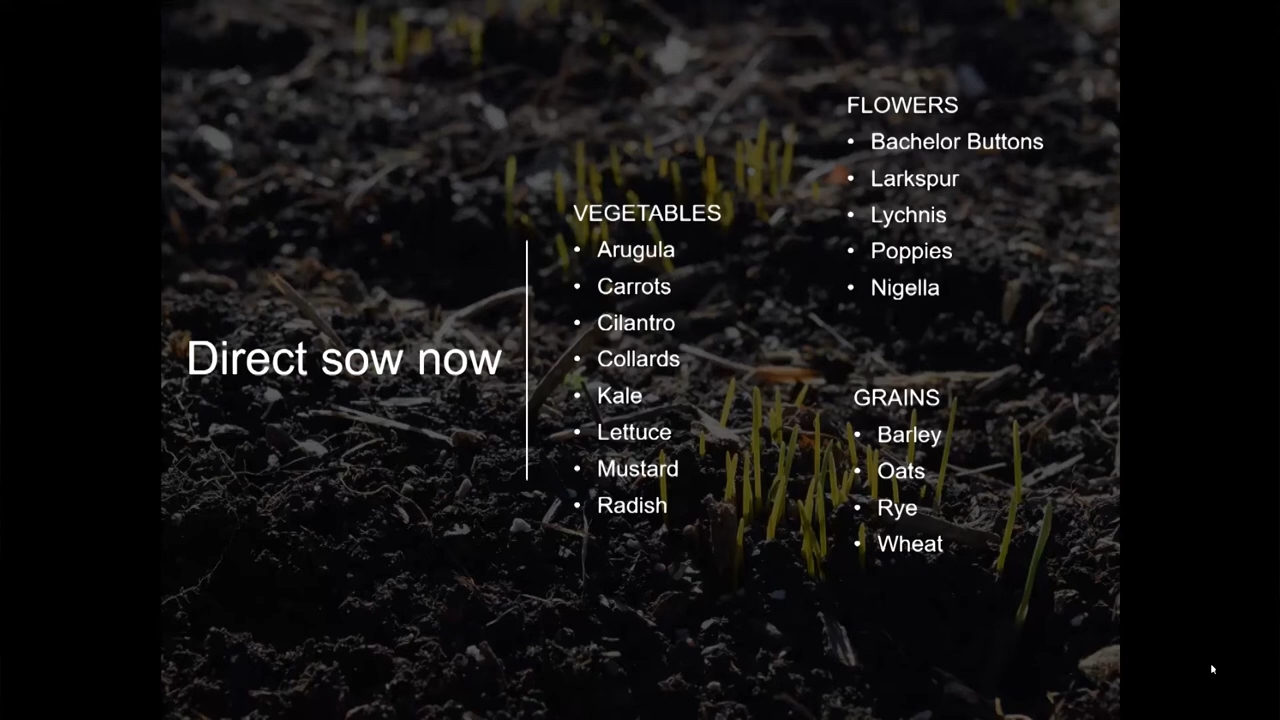 Direct sow now
VEGETABLES
• Arugula
• Carrots
• Cilantro
• Collards
• Kale
• Lettuce
• Mustard
• Radish
FLOWERS
• Bachelor Buttons
• Larkspur
• Lychnis
• Poppies
• Nigella
GRAINS
• Barley
• Oats
• Rye
• Wheat